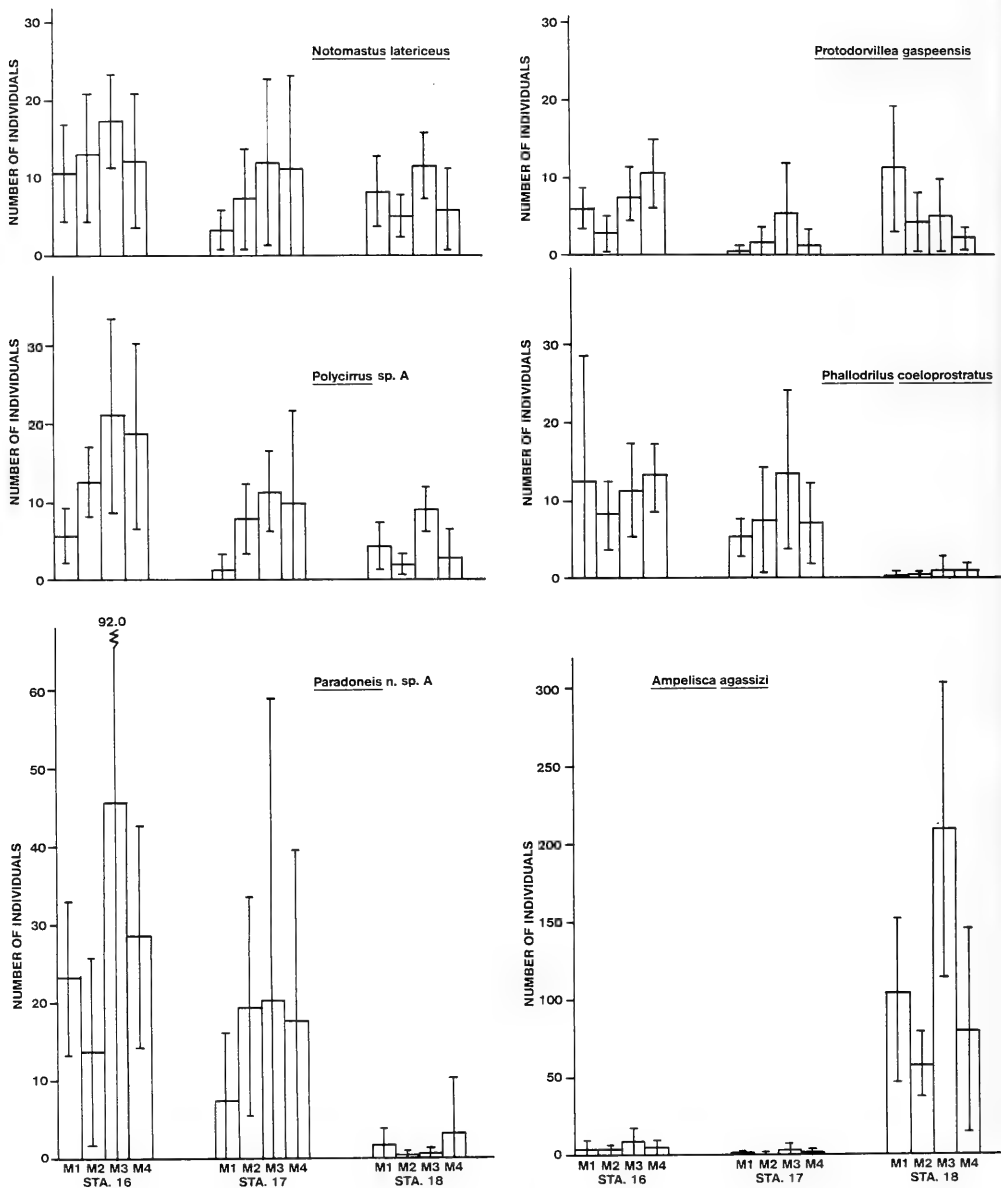 30
20
10
0
NUMBER OF INDIVIDUALS
Notomastus latericeus
30
20
10
0
NUMBER OF INDIVIDUALS
Protodorvillea gaspeensis
30
20
10
0
NUMBER OF INDIVIDUALS
Polycirrus sp. A
30
20
10
0
NUMBER OF INDIVIDUALS
Phallodrilus coeloprostratus
92.0
60
50
40
30
20
10
0
NUMBER OF INDIVIDUALS
Paradoneis n. sp. A
M1 M2 M3 M4 M1 M2 M3 M4 M1 M2 M3 M4
STA. 16 STA. 17 STA. 18
300
250
200
150
100
50
0
NUMBER OF INDIVIDUALS
Ampelisca agassizi
M1 M2 M3 M4 M1 M2 M3 M4 M1 M2 M3 M4
STA. 16 STA. 17 STA. 18